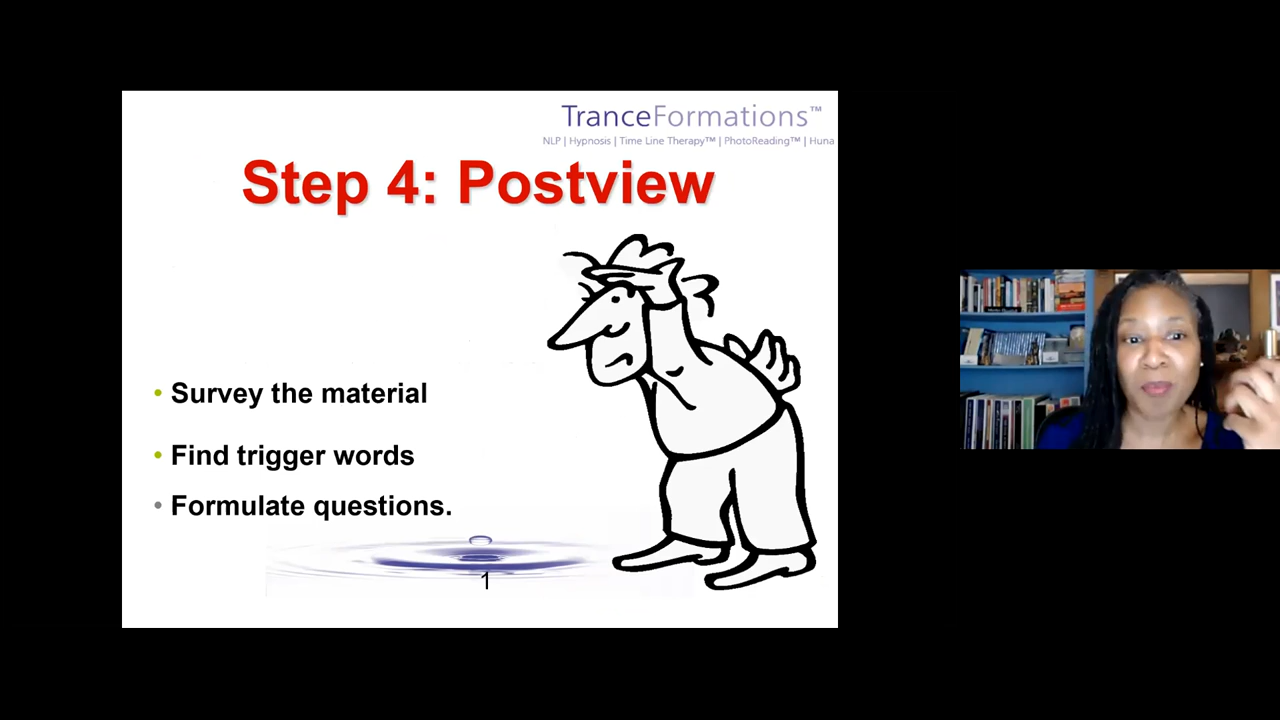 TranceFormations™
NLP | Hypnosis | Time Line Therapy™ | PhotoReading™ | Huna
Step 4: Postview
• Survey the material
• Find trigger words
• Formulate questions.
1